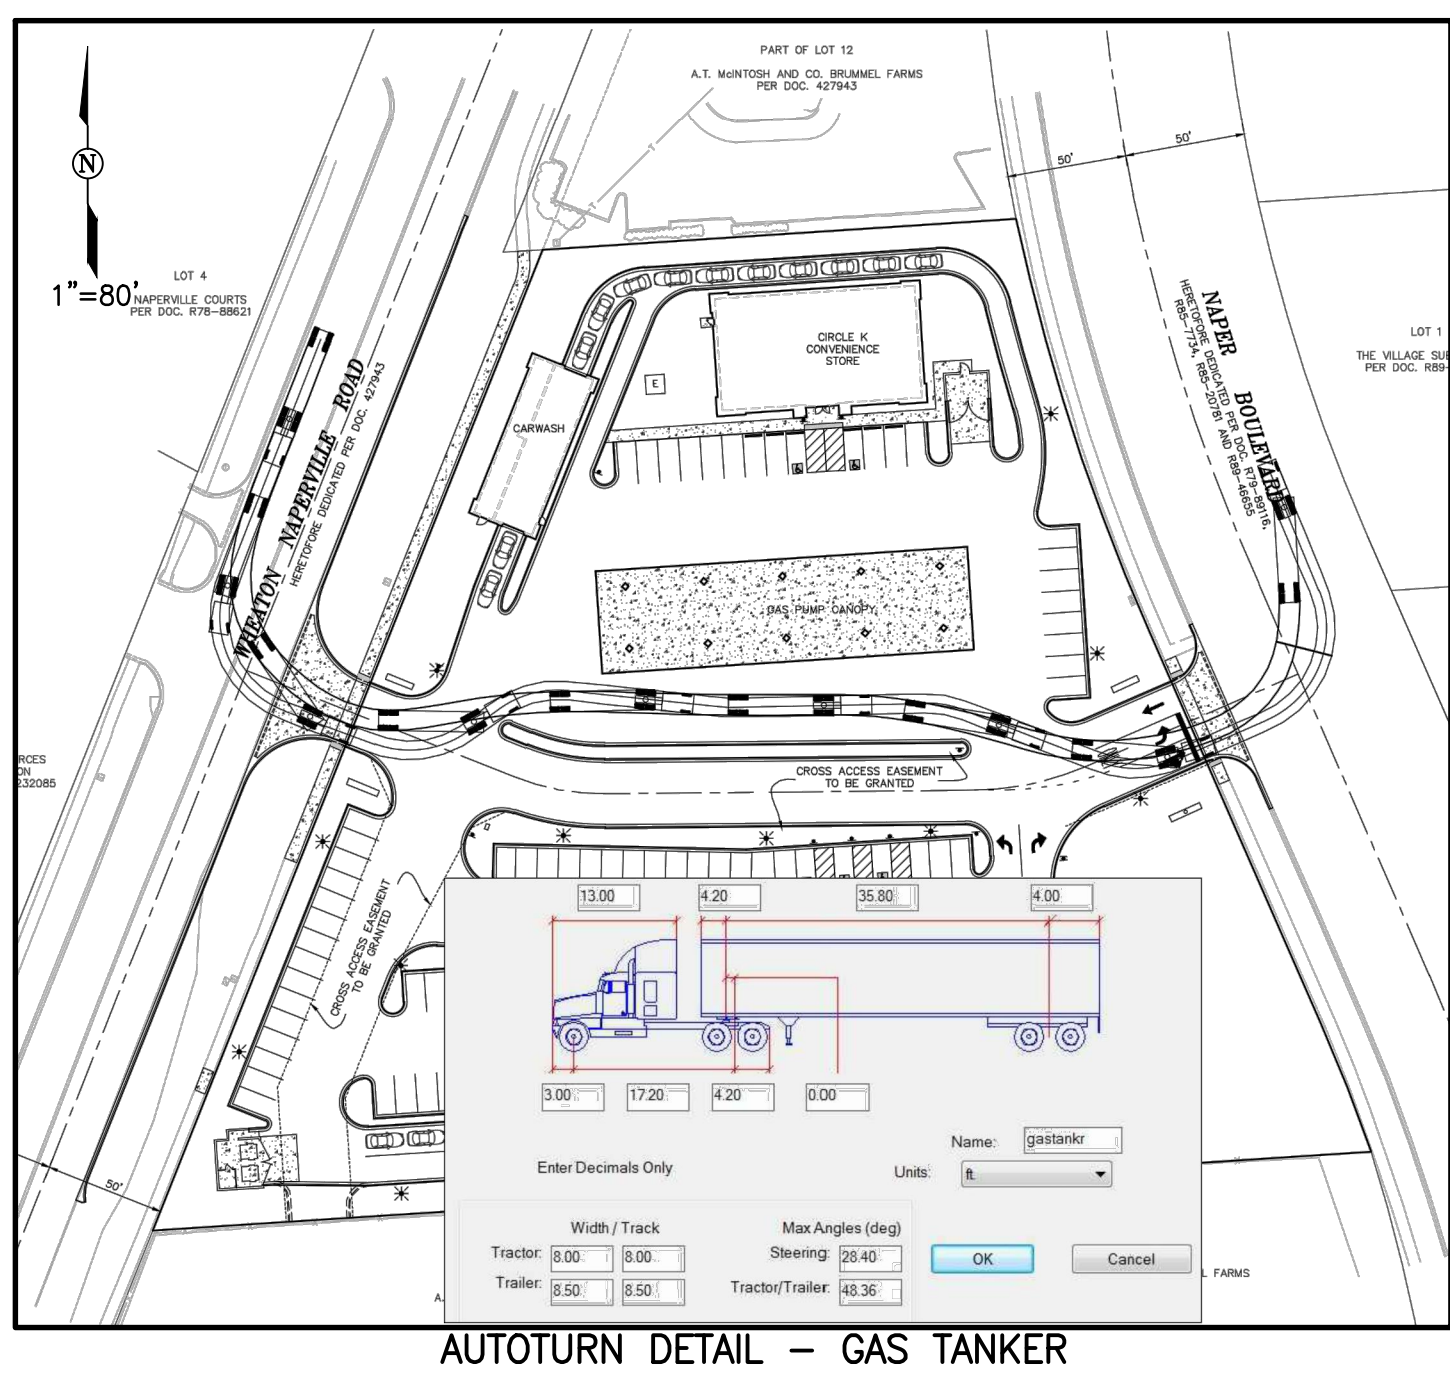 PART OF LOT 12
A.T. McINTOSH AND CO. BRUMMEL FARMS
PER DOC. 427943
N
1"=80'
LOT 4
NAPERVILLE COURTS
PER DOC. R78-88621
50'
50'
WHEATON NAPERVILLE ROAD
HERETOFORE DEDICATED PER DOC. 427943
NAPER BOULEVARD
HERETOFORE DEDICATED PER DOC. R79-89116,
R85-7734, R85-20781 AND R89-46655
LOT 1
THE VILLAGE SU
PER DOC. R89-
CIRCLE K
CONVENIENCE
STORE
E
CARWASH
GAS PUMP CANOPY
RCES
ON
232085
CROSS ACCESS EASEMENT
TO BE GRANTED
CROSS ACCESS EASEMENT
TO BE GRANTED
50'
13.00
4.20
35.80
4.00
3.00
17.20
4.20
0.00
Name: gastankr
Enter Decimals Only
Units: ft.
Width / Track
Max Angles (deg)
Tractor: 8.00 8.00
Steering: 28.40
Trailer: 8.50 8.50
Tractor/Trailer: 48.36
OK
Cancel
A.
L FARMS
AUTOTURN DETAIL – GAS TANKER